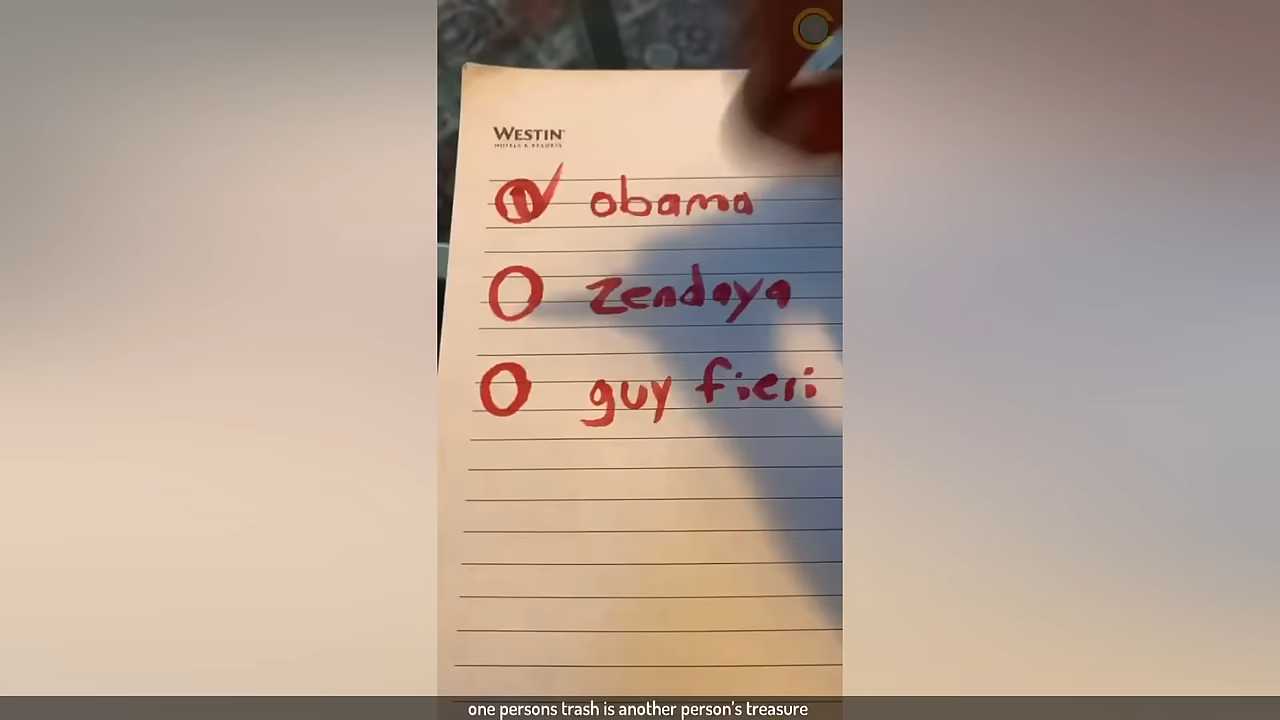 WESTIN
HOTELS & RESORTS
obama
zendaya
guy fieri
one persons trash is another person's treasure